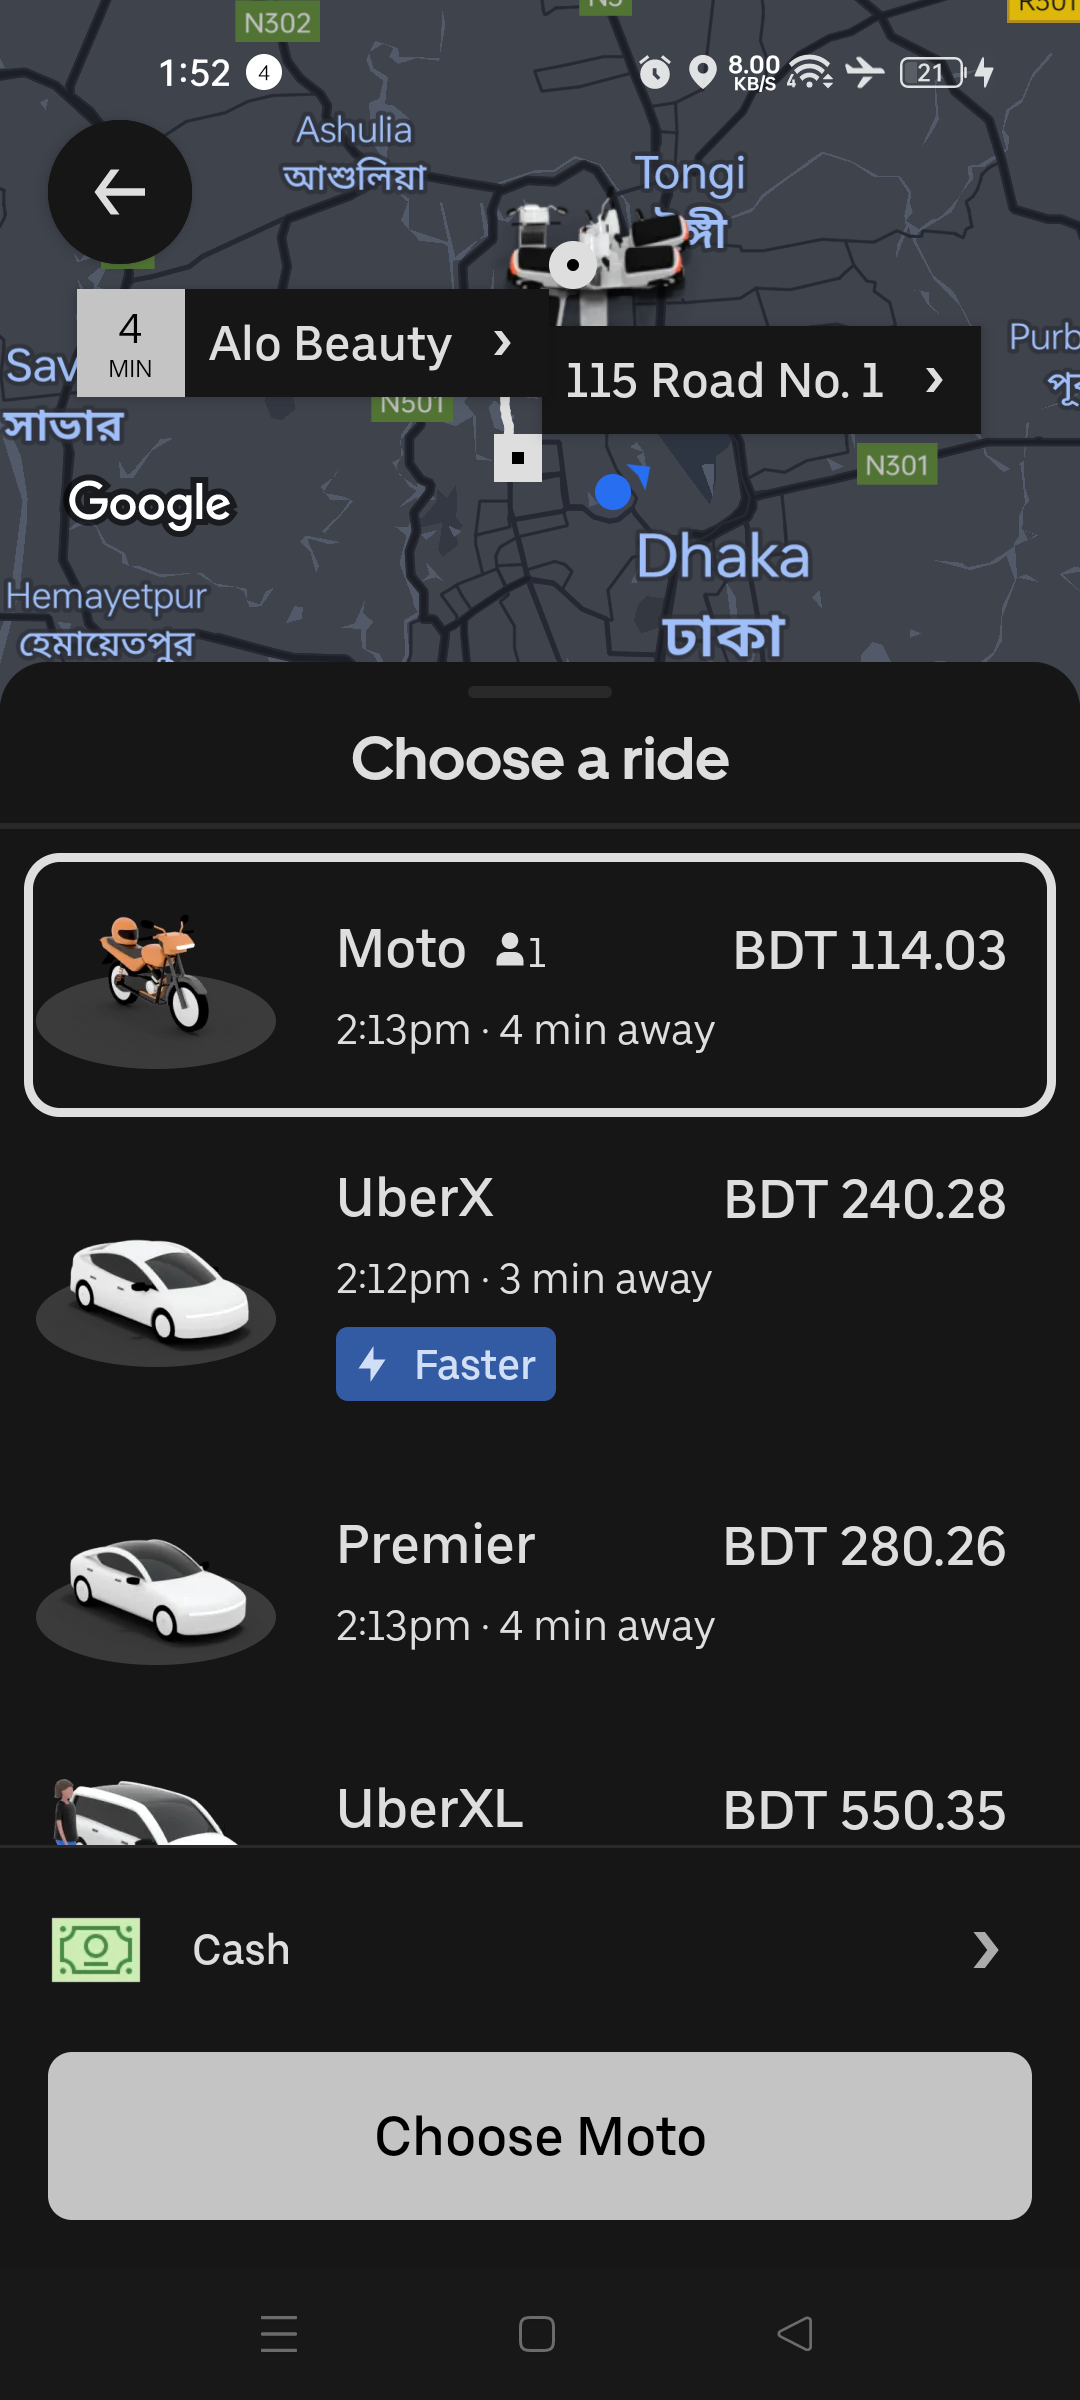 N302
1:52 4
8.00
KB/S
4
21
Ashulia
আশুলিয়া
Tongi
4
MIN
Alo Beauty
115 Road No. 1
সাভার
N501
N301
Google
Dhaka
ঢাকা
Hemayetpur
হেমায়েতপুর
Choose a ride
Moto 1 BDT 114.03
2:13pm · 4 min away
UberX BDT 240.28
2:12pm · 3 min away
Faster
Premier BDT 280.26
2:13pm · 4 min away
UberXL BDT 550.35
Cash
Choose Moto